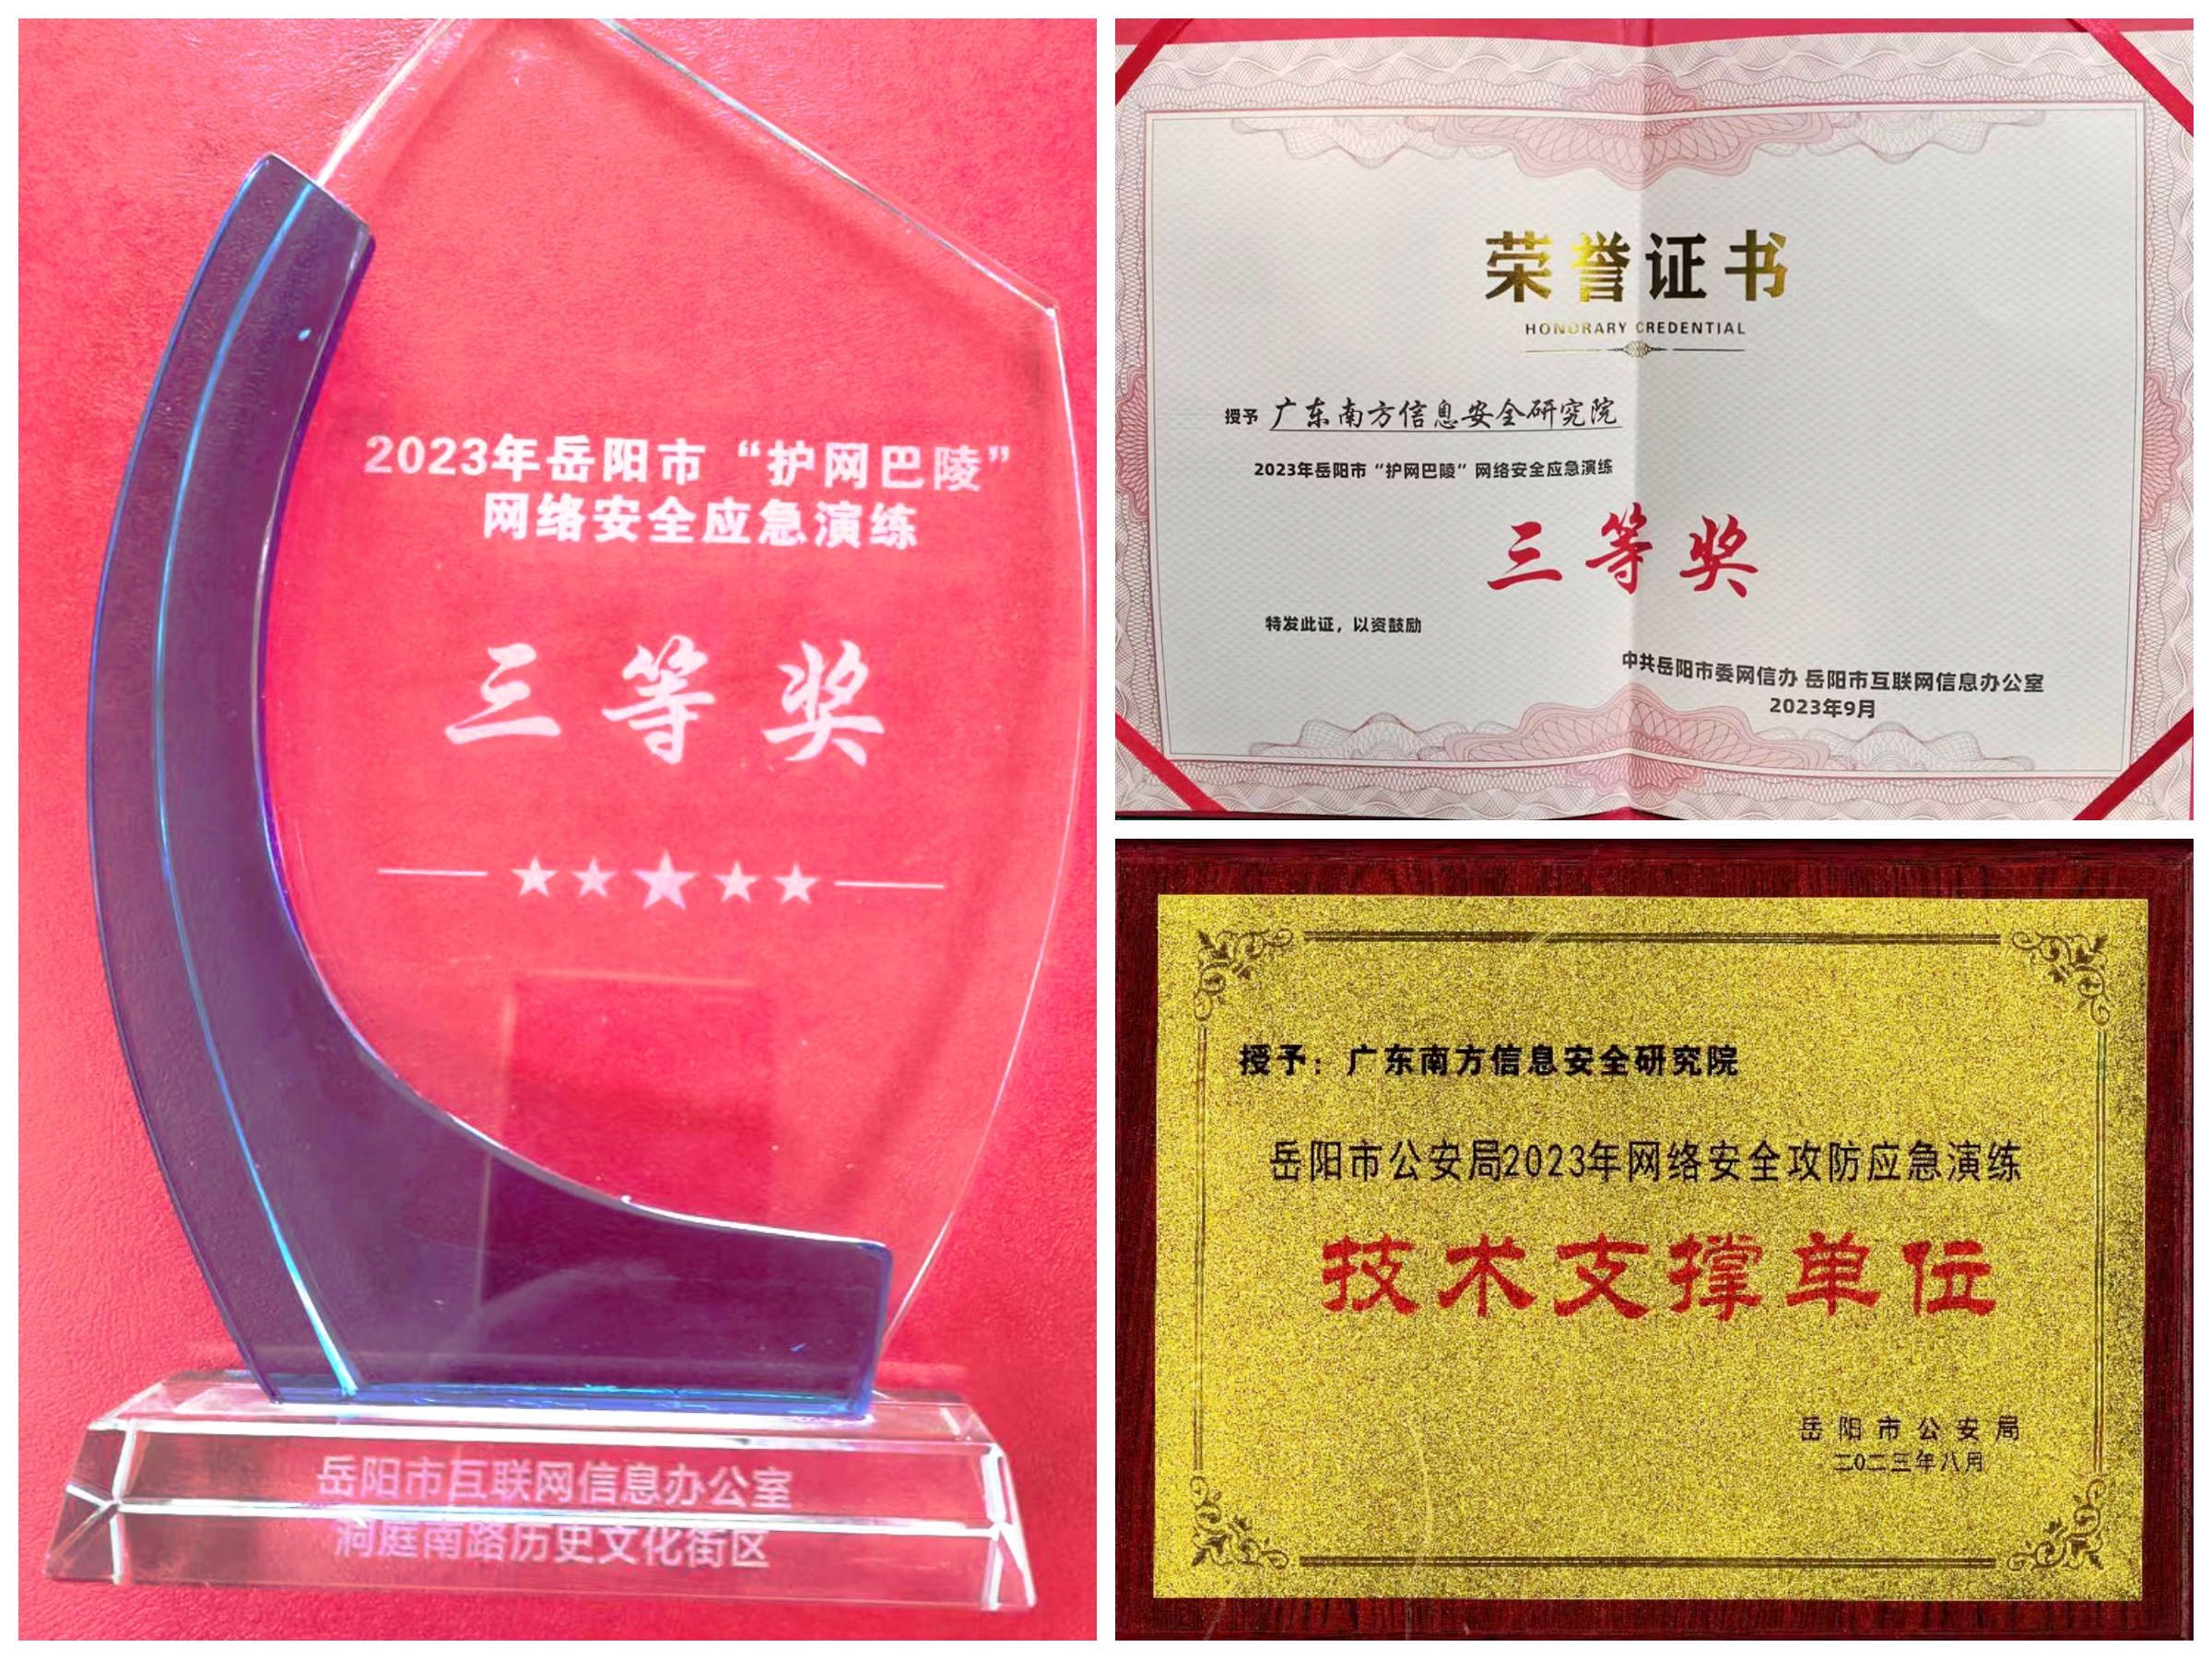 2023年岳阳市“护网巴陵”
网络安全应急演练
三等奖
岳阳市互联网信息办公室
洞庭南路历史文化街区
荣誉证书
HONORARY CREDENTIAL
授予 广东南方信息安全研究院
2023年岳阳市“护网巴陵”网络安全应急演练
三等奖
特发此证，以资鼓励
中共岳阳市委网信办 岳阳市互联网信息办公室
2023年9月
授予：广东南方信息安全研究院
岳阳市公安局2023年网络安全攻防应急演练
技术支撑单位
岳阳市公安局
二0二三年八月